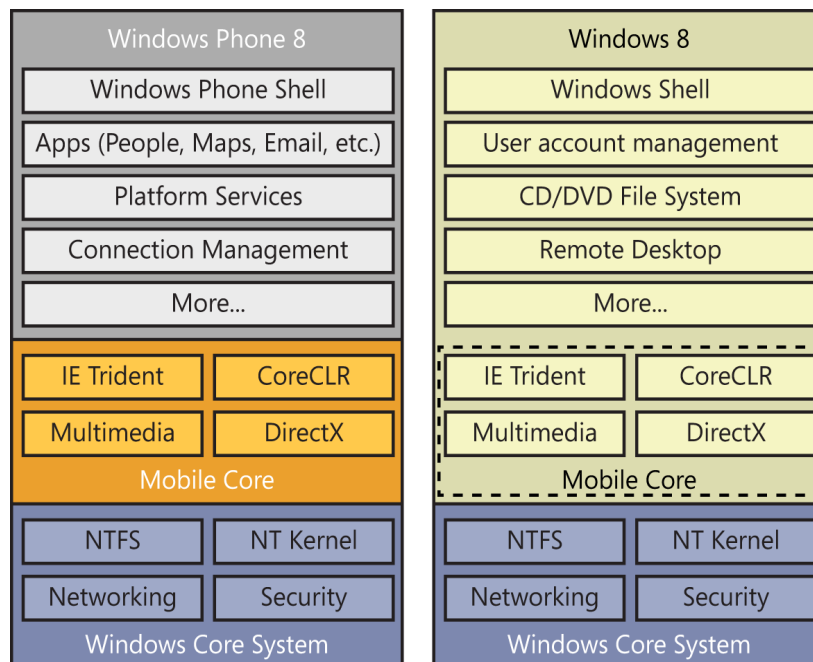 Windows Phone 8
Windows Phone Shell
Apps (People, Maps, Email, etc.)
Platform Services
Connection Management
More...
IE Trident
CoreCLR
Multimedia
DirectX
Mobile Core
NTFS
NT Kernel
Networking
Security
Windows Core System
Windows 8
Windows Shell
User account management
CD/DVD File System
Remote Desktop
More...
IE Trident
CoreCLR
Multimedia
DirectX
Mobile Core
NTFS
NT Kernel
Networking
Security
Windows Core System